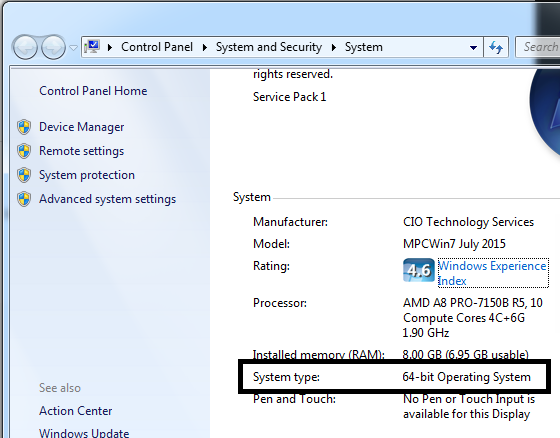 Control Panel System and Security System Search
rights reserved.
Service Pack 1
Control Panel Home
Device Manager
Remote settings
System protection
Advanced system settings
System
Manufacturer: CIO Technology Services
Model: MPCWin7 July 2015
Rating: 4.6 Windows Experience
Index
Processor: AMD A8 PRO-7150B R5, 10
Compute Cores 4C+6G
1.90 GHz
Installed memory (RAM): 8.00 GB (6.95 GB usable)
System type: 64-bit Operating System
Pen and Touch: No Pen or Touch Input is
available for this Display
See also
Action Center
Windows Update